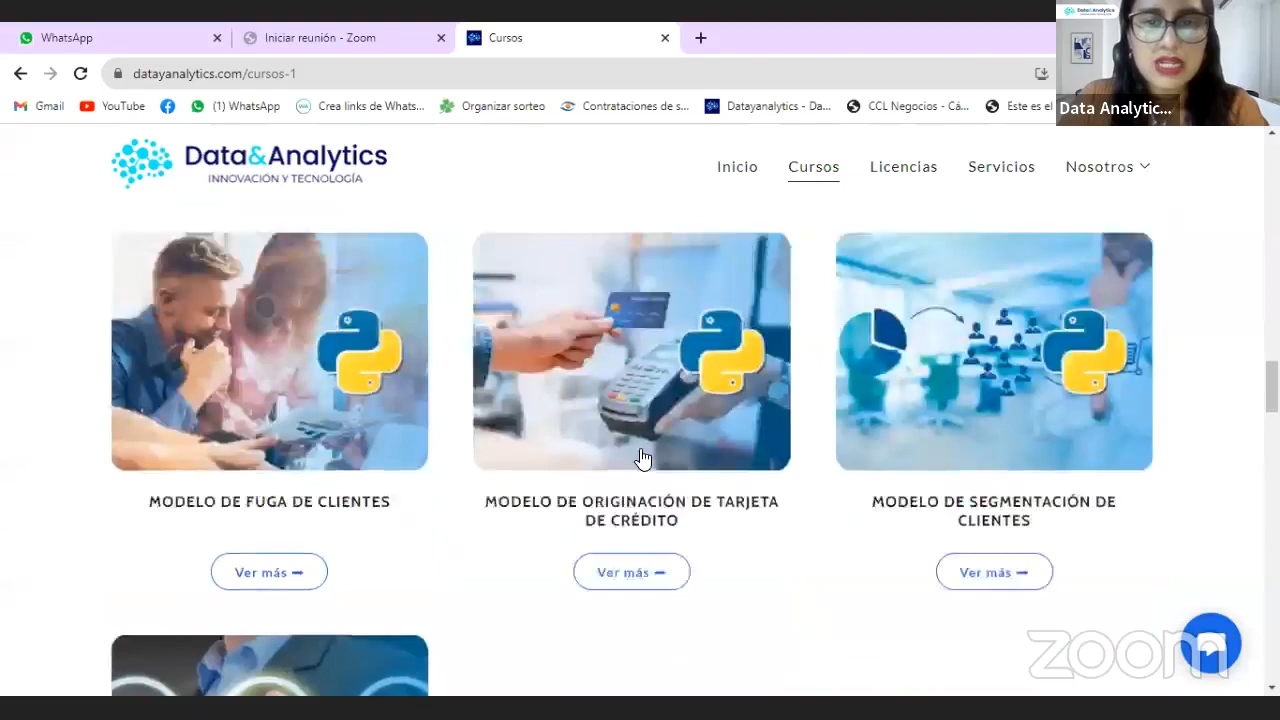 WhatsApp
Iniciar reunión - Zoom
Cursos
datayanalytics.com/cursos-1
Gmail
YouTube
(1) WhatsApp
Crea links de Whats...
Organizar sorteo
Contrataciones de s...
Datayanalytics - Da...
CCL Negocios - Cá...
Este es el
Data&Analytics
Data Analytic...
Data&Analytics
INNOVACIÓN Y TECNOLOGÍA
Inicio
Cursos
Licencias
Servicios
Nosotros
MODELO DE FUGA DE CLIENTES
MODELO DE ORIGINACIÓN DE TARJETA
DE CRÉDITO
MODELO DE SEGMENTACIÓN DE
CLIENTES
Ver más
Ver más
Ver más
zoom